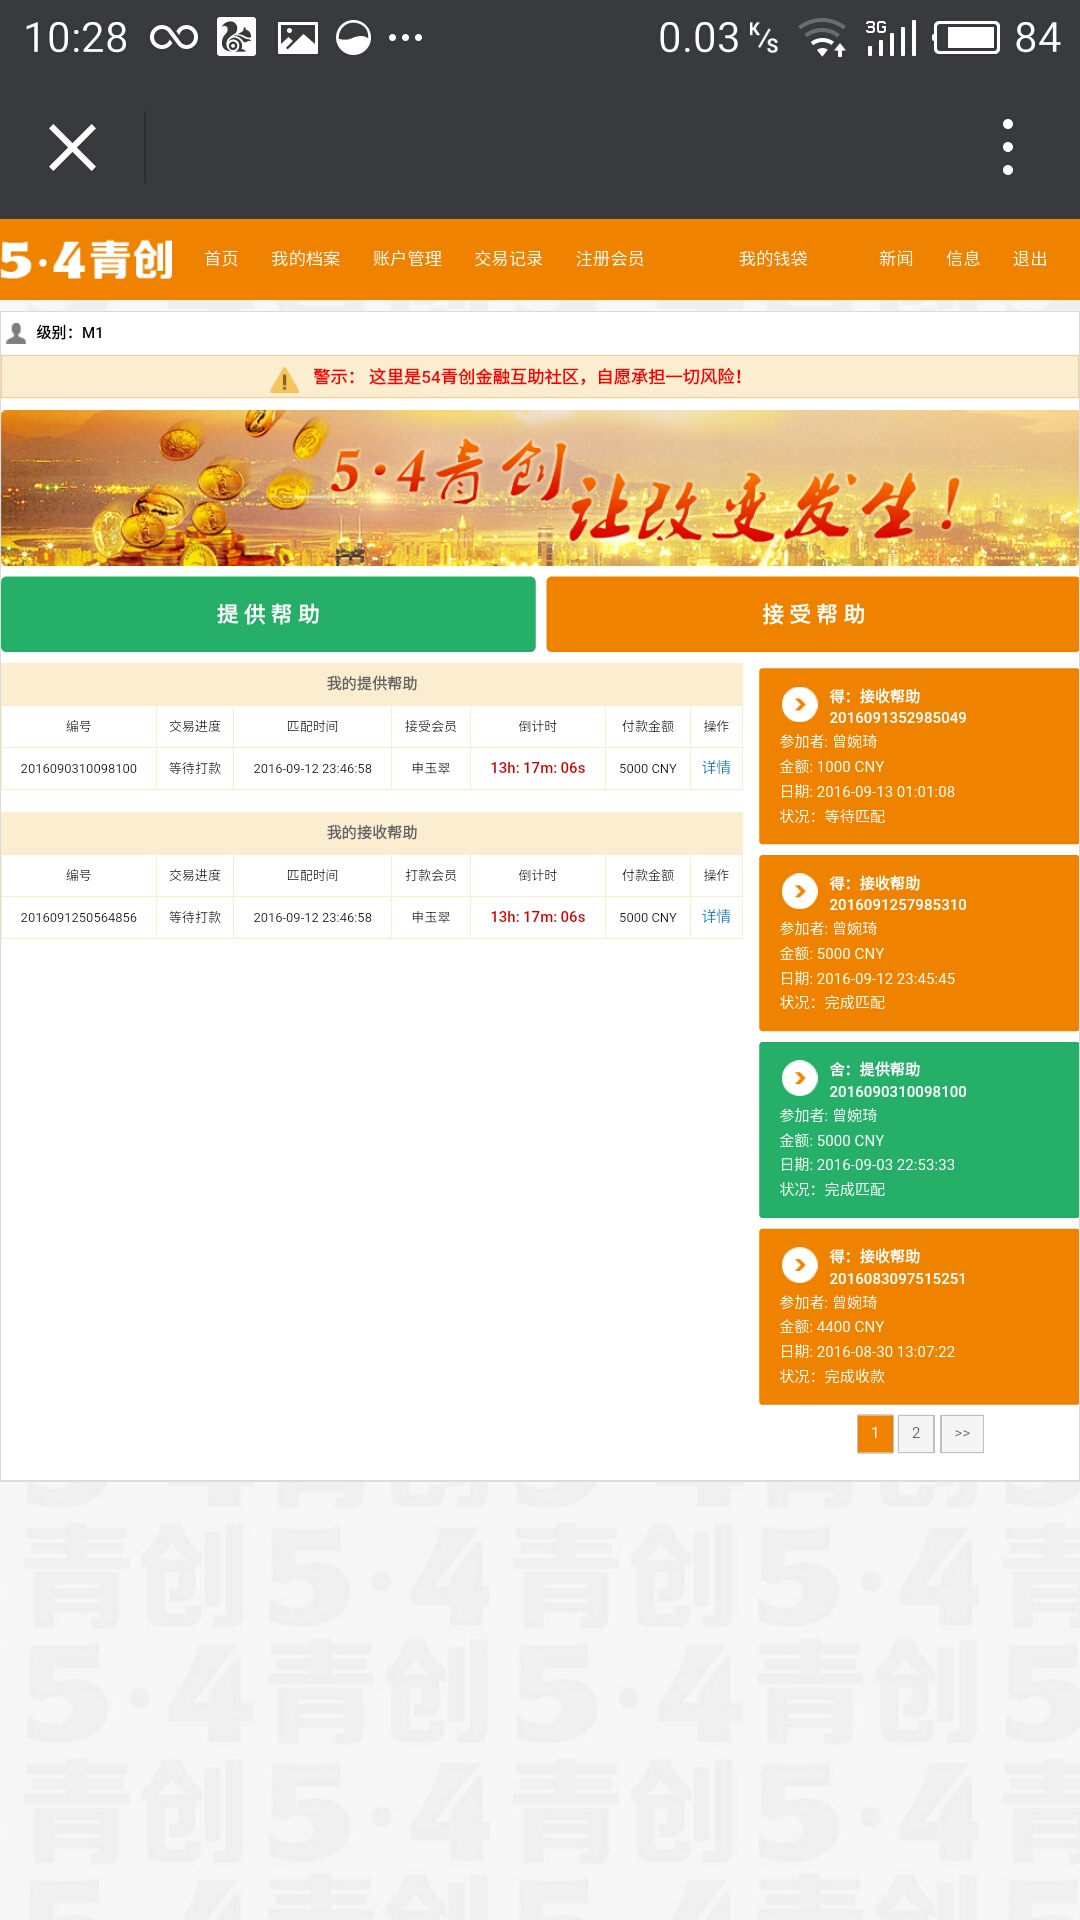 10:28 0.03 K/S 3G 84
5·4青创 首页 我的档案 账户管理 交易记录 注册会员 我的钱袋 新闻 信息 退出
级别：M1
警示： 这里是54青创金融互助社区，自愿承担一切风险！
5·4青创 让改变发生！
提供帮助 接受帮助
我的提供帮助
编号 交易进度 匹配时间 接受会员 倒计时 付款金额 操作
2016090310098100 等待打款 2016-09-12 23:46:58 申玉翠 13h: 17m: 06s 5000 CNY 详情
我的接收帮助
编号 交易进度 匹配时间 打款会员 倒计时 付款金额 操作
2016091250564856 等待打款 2016-09-12 23:46:58 申玉翠 13h: 17m: 06s 5000 CNY 详情
得：接收帮助
2016091352985049
参加者: 曾婉琦
金额: 1000 CNY
日期: 2016-09-13 01:01:08
状况：等待匹配
得：接收帮助
2016091257985310
参加者: 曾婉琦
金额: 5000 CNY
日期: 2016-09-12 23:45:45
状况：完成匹配
舍：提供帮助
2016090310098100
参加者: 曾婉琦
金额: 5000 CNY
日期: 2016-09-03 22:53:33
状况：完成匹配
得：接收帮助
2016083097515251
参加者: 曾婉琦
金额: 4400 CNY
日期: 2016-08-30 13:07:22
状况：完成收款
1 2 >>
青创 5·4 青创 5·4 青创 5·4 青
5·4 青创 5·4 青创 5·4 青创 5
青创 5·4 青创 5·4 青创 5·4 青